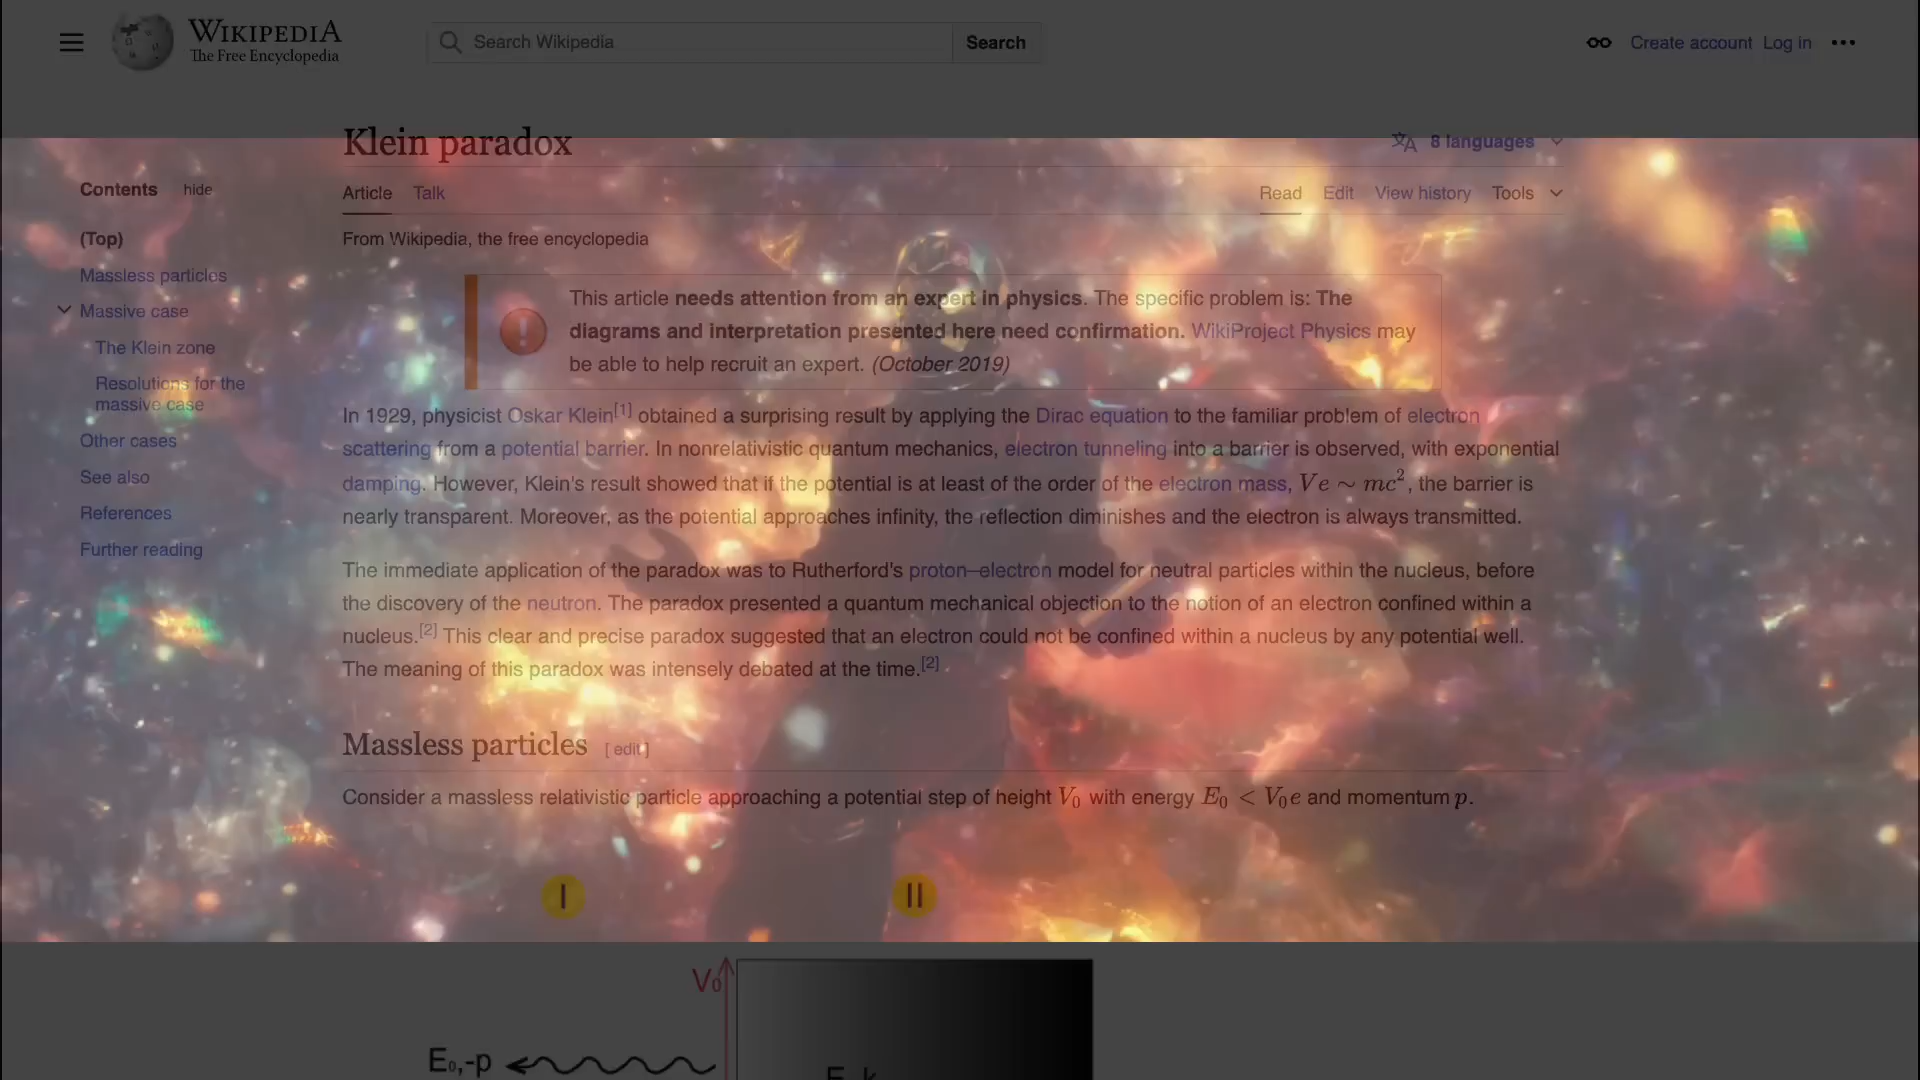 WIKIPEDIA
The Free Encyclopedia
Search Wikipedia
Search
Create account Log in
Klein paradox
8 languages
Contents hide
(Top)
Massless particles
Massive case
The Klein zone
Resolutions for the
massive case
Other cases
See also
References
Further reading
Article Talk
Read Edit View history Tools
From Wikipedia, the free encyclopedia
This article needs attention from an expert in physics. The specific problem is: The
diagrams and interpretation presented here need confirmation. WikiProject Physics may
be able to help recruit an expert. (October 2019)
In 1929, physicist Oskar Klein[1] obtained a surprising result by applying the Dirac equation to the familiar problem of electron
scattering from a potential barrier. In nonrelativistic quantum mechanics, electron tunneling into a barrier is observed, with exponential
damping. However, Klein's result showed that if the potential is at least of the order of the electron mass, Ve ∼ mc², the barrier is
nearly transparent. Moreover, as the potential approaches infinity, the reflection diminishes and the electron is always transmitted.
The immediate application of the paradox was to Rutherford's proton–electron model for neutral particles within the nucleus, before
the discovery of the neutron. The paradox presented a quantum mechanical objection to the notion of an electron confined within a
nucleus.[2] This clear and precise paradox suggested that an electron could not be confined within a nucleus by any potential well.
The meaning of this paradox was intensely debated at the time.[2]
Massless particles [ edit ]
Consider a massless relativistic particle approaching a potential step of height V₀ with energy E₀ < V₀e and momentum p.
I II
V₀
E₀,-p